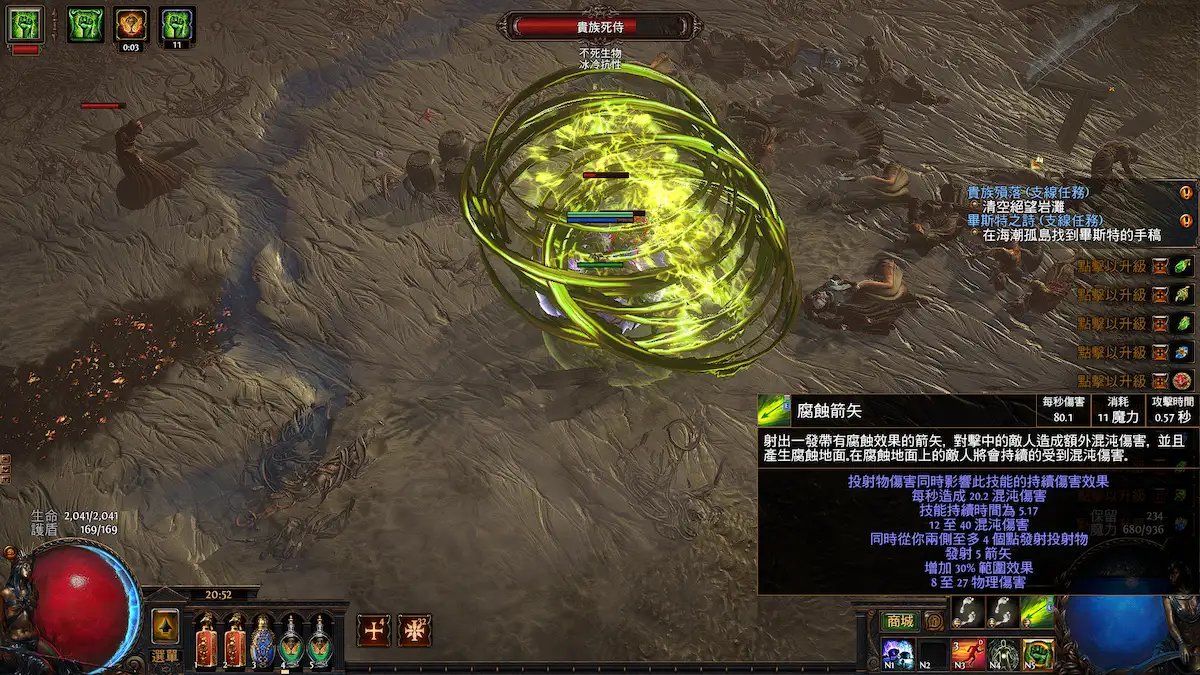 0:03
11
貴族死侍
不死生物
冰冷抗性
貴族殞落 (支線任務)
清空絕望岩灘
畢斯特之詩 (支線任務)
在海潮孤島找到畢斯特的手稿
點擊以升級
點擊以升級
點擊以升級
點擊以升級
點擊以升級
腐蝕箭矢
每秒傷害
80.1
消耗
11 魔力
攻擊時間
0.57 秒
射出一發帶有腐蝕效果的箭矢, 對擊中的敵人造成額外混沌傷害, 並且
產生腐蝕地面.在腐蝕地面上的敵人將會持續的受到混沌傷害.
投射物傷害同時影響此技能的持續傷害效果
每秒造成 20.2 混沌傷害
技能持續時間為 5.17
12 至 40 混沌傷害
同時從你兩側至多 4 個點發射投射物
發射 5 箭矢
增加 30% 範圍效果
8 至 27 物理傷害
保留 234
魔力 680/936
生命 2,041/2,041
護盾 169/169
20:52
選單
2
3
4
5
4
12
商城
N1
N2
3
N3
N4
N5